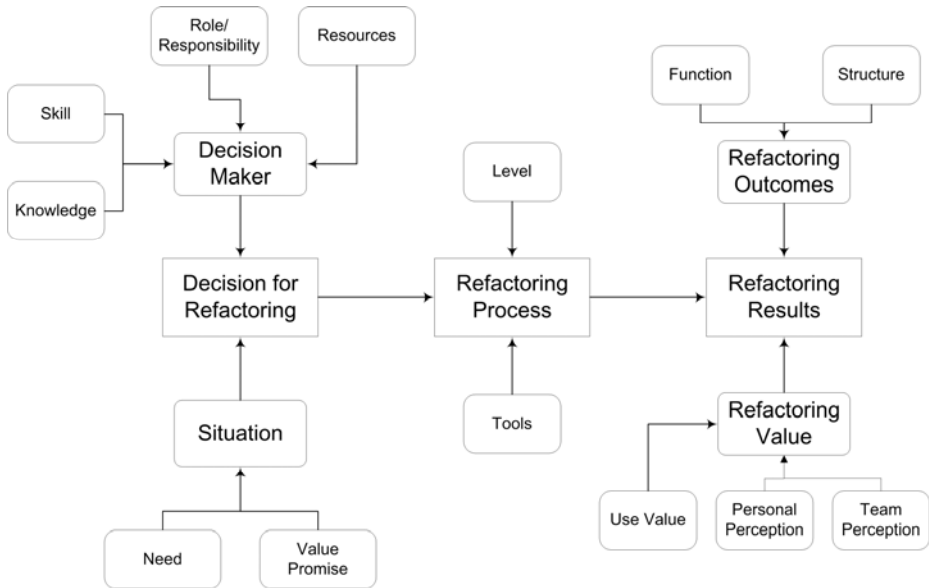 Role/
Responsibility
Resources
Function
Structure
Skill
Decision
Maker
Level
Refactoring
Outcomes
Knowledge
Decision for
Refactoring
Refactoring
Process
Refactoring
Results
Situation
Tools
Refactoring
Value
Need
Value
Promise
Use Value
Personal
Perception
Team
Perception